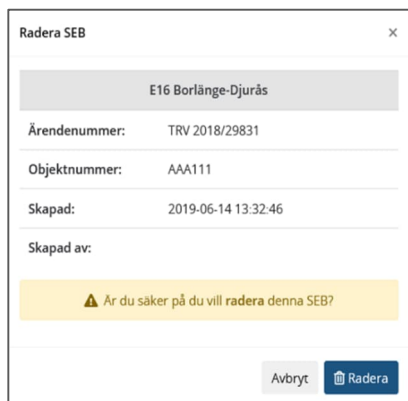 Radera SEB ×
E16 Borlänge-Djurås
Ärendenummer: TRV 2018/29831
Objektnummer: AAA111
Skapad: 2019-06-14 13:32:46
Skapad av:
Är du säker på du vill radera denna SEB?
Avbryt Radera